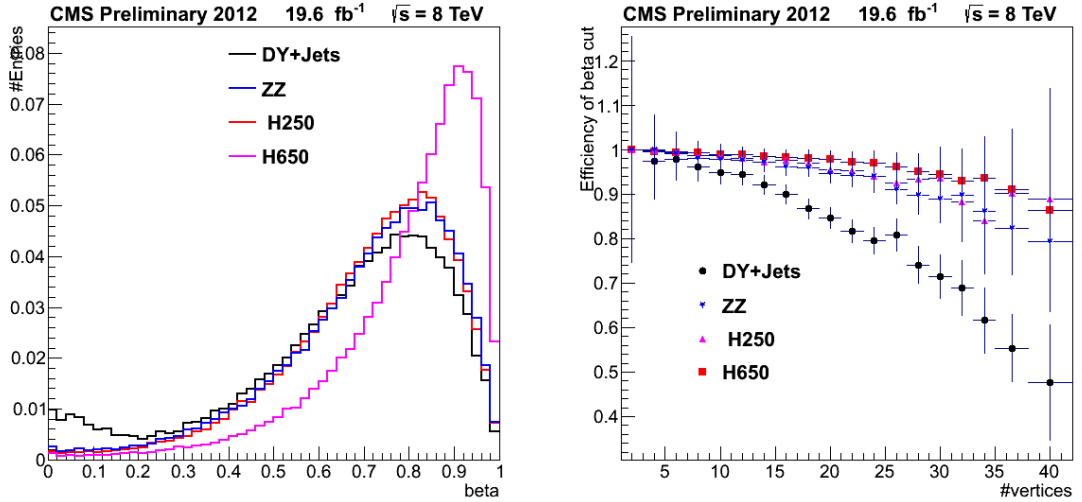 CMS Preliminary 2012 19.6 fb⁻¹ √s = 8 TeV
#Entries
0.08
0.07
0.06
0.05
0.04
0.03
0.02
0.01
0
DY+Jets
ZZ
H250
H650
0 0.1 0.2 0.3 0.4 0.5 0.6 0.7 0.8 0.9 1
beta
CMS Preliminary 2012 19.6 fb⁻¹ √s = 8 TeV
Efficiency of beta cut
1.2
1.1
1
0.9
0.8
0.7
0.6
0.5
0.4
DY+Jets
ZZ
H250
H650
5 10 15 20 25 30 35 40
#vertices